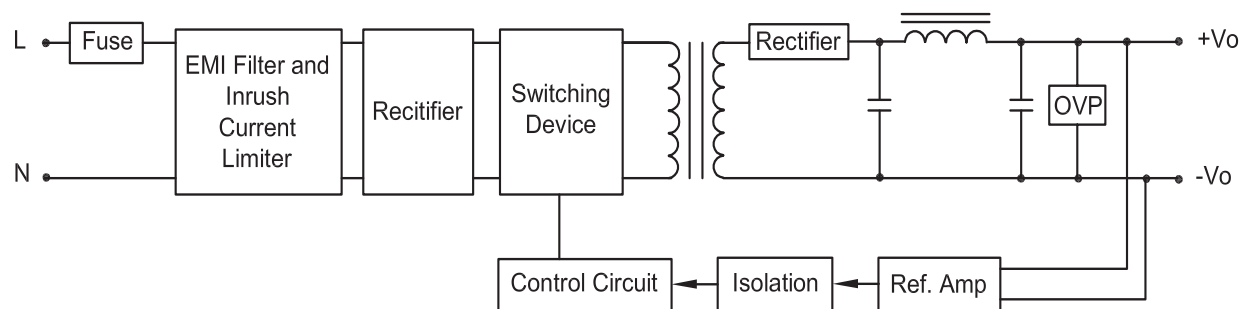 L
Fuse
EMI Filter and
Inrush
Current
Limiter
Recitifier
Switching
Device
Rectifier
OVP
+Vo
N
-Vo
Control Circuit
Isolation
Ref. Amp